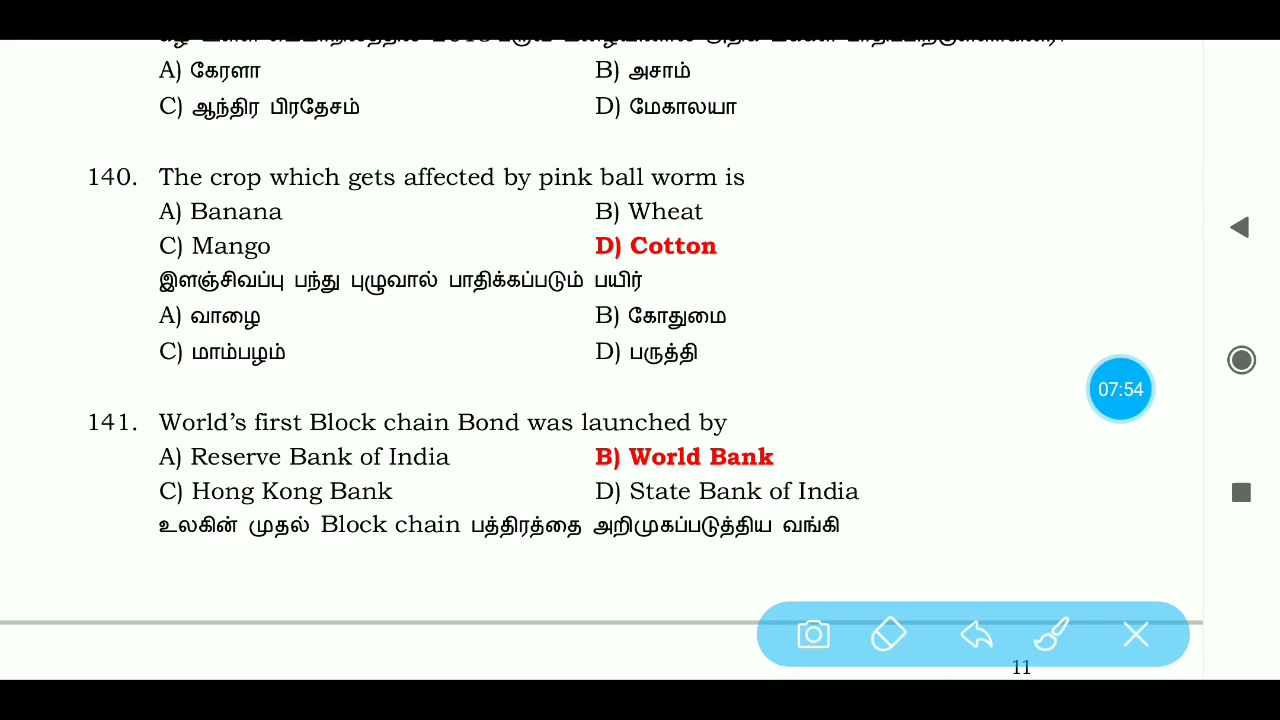 A) கேரளா B) அசாம்
C) ஆந்திர பிரதேசம் D) மேகாலயா
140. The crop which gets affected by pink ball worm is
A) Banana B) Wheat
C) Mango D) Cotton
இளஞ்சிவப்பு பந்து புழுவால் பாதிக்கப்படும் பயிர்
A) வாழை B) கோதுமை
C) மாம்பழம் D) பருத்தி
07:54
141. World's first Block chain Bond was launched by
A) Reserve Bank of India B) World Bank
C) Hong Kong Bank D) State Bank of India
உலகின் முதல் Block chain பத்திரத்தை அறிமுகப்படுத்திய வங்கி
11